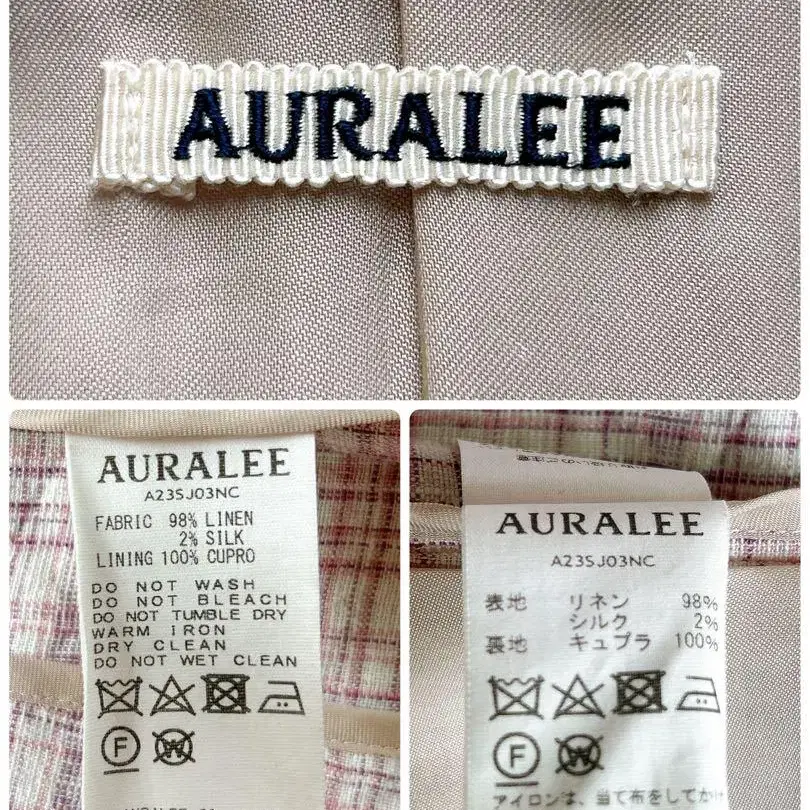 AURALEE
AURALEE
A23SJ03NC
FABRIC 98% LINEN
2% SILK
LINING 100% CUPRO
DO NOT WASH
DO NOT BLEACH
DO NOT TUMBLE DRY
WARM IRON
DRY CLEAN
DO NOT WET CLEAN
F
W
AURALEE
A23SJ03NC
表地 リネン 98%
シルク 2%
裏地 キュプラ 100%
F
W
アイロンは、当て布をしてかけ